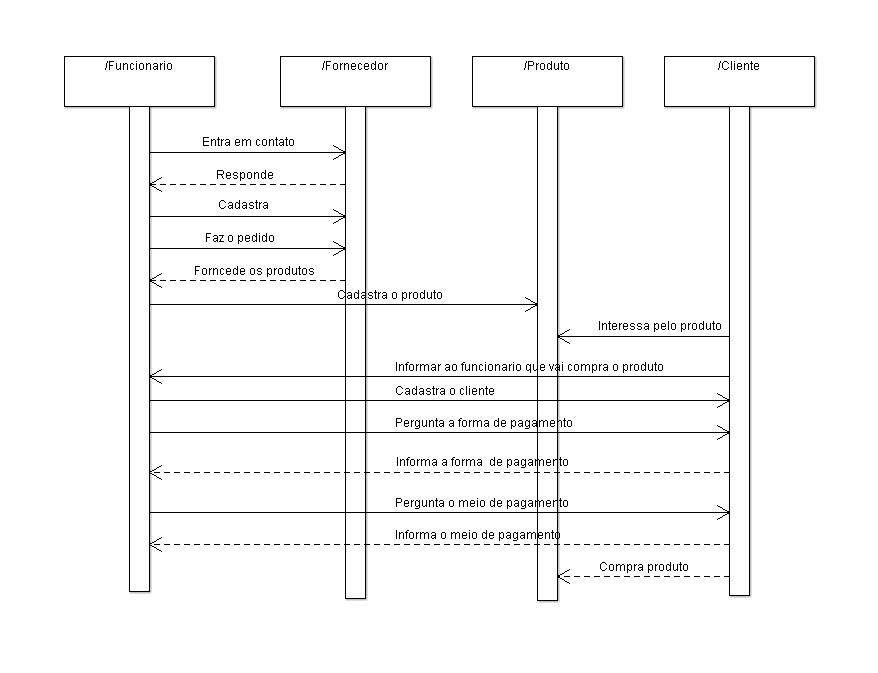 /Funcionario
/Fornecedor
/Produto
/Cliente
Entra em contato
Responde
Cadastra
Faz o pedido
Forncede os produtos
Cadastra o produto
Interessa pelo produto
Informar ao funcionario que vai compra o produto
Cadastra o cliente
Pergunta a forma de pagamento
Informa a forma  de pagamento
Pergunta o meio de pagamento
Informa o meio de pagamento
Compra produto